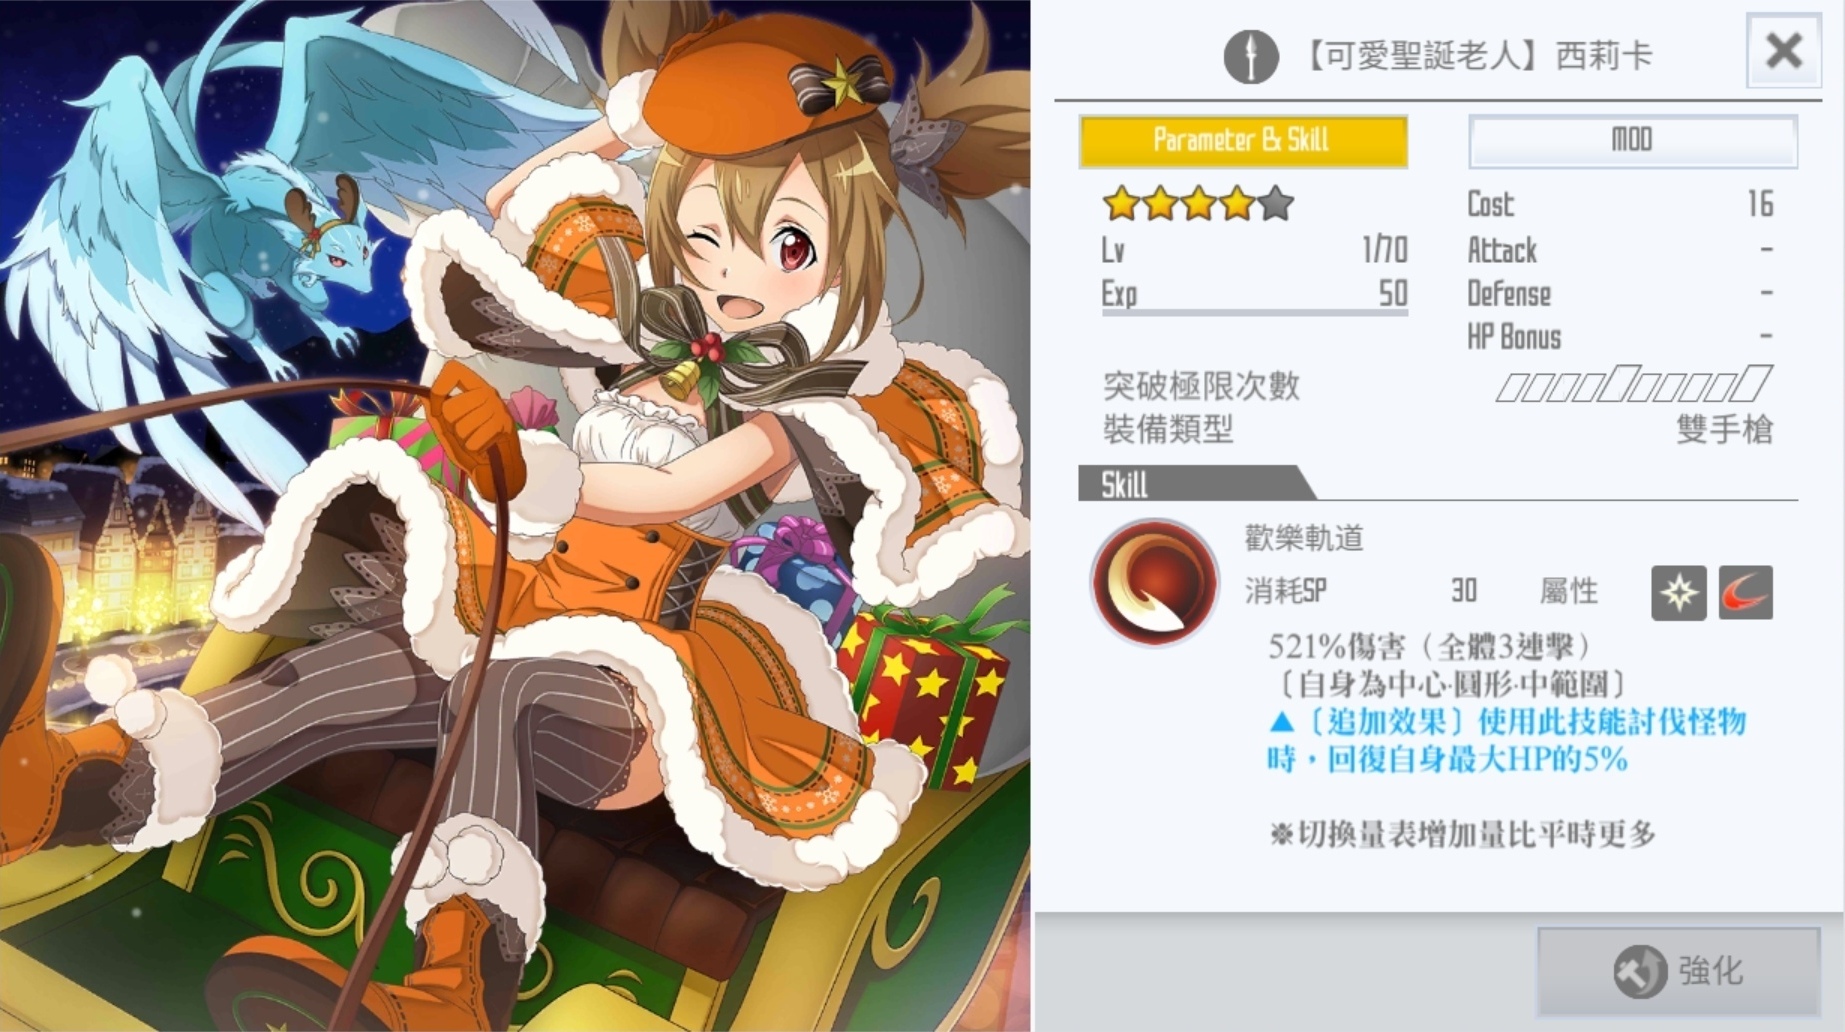 【可愛聖誕老人】西莉卡
Parameter & Skill
MOD
Lv 1/70
Exp 50
Cost 16
Attack -
Defense -
HP Bonus -
突破極限次數
裝備類型 雙手槍
Skill
歡樂軌道
消耗SP 30 屬性
521%傷害（全體3連擊）
〔自身為中心·圓形·中範圍〕
▲〔追加效果〕使用此技能討伐怪物
時，回復自身最大HP的5%
※切換量表增加量比平時更多
強化